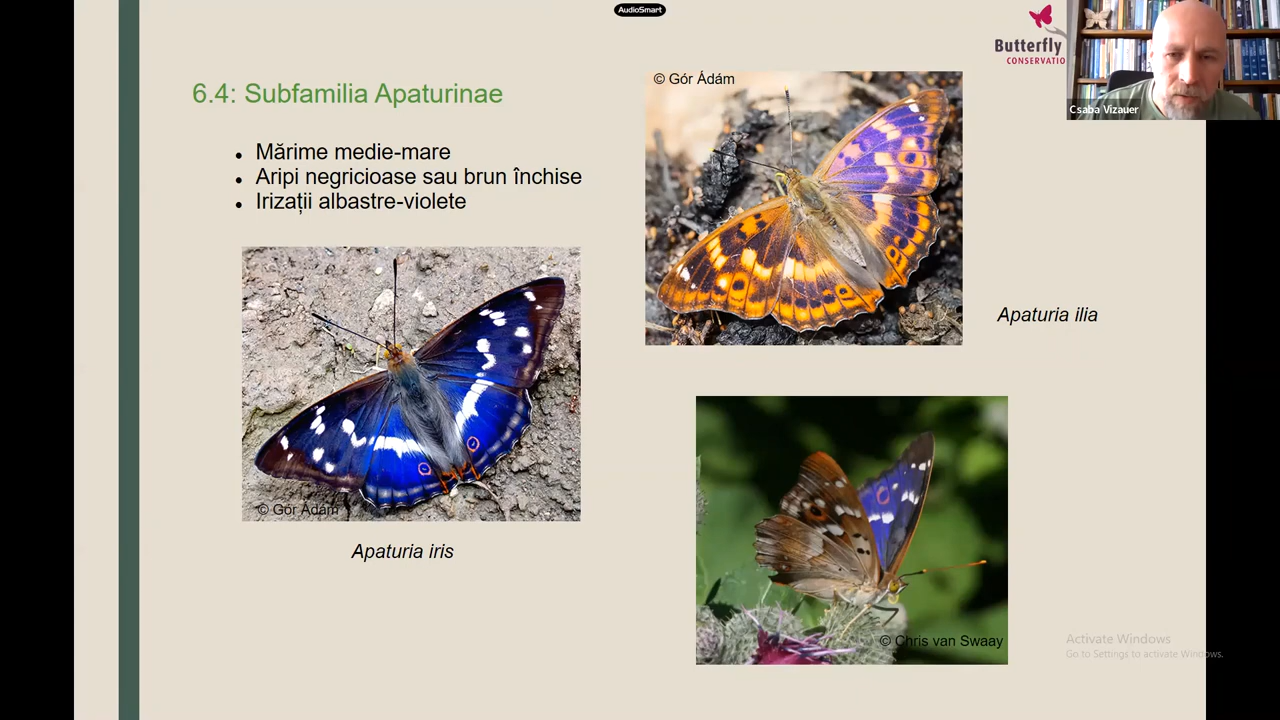 AudioSmart
Butterfly
CONSERVATIO
Csaba Vizauer
6.4: Subfamilia Apaturinae
Mărime medie-mare
Aripi negricioase sau brun închise
Irizații albastre-violete
© Gór Ádám
Apaturia ilia
© Gór Ádám
Apaturia iris
© Chris van Swaay
Activate Windows
Go to Settings to activate Windows.